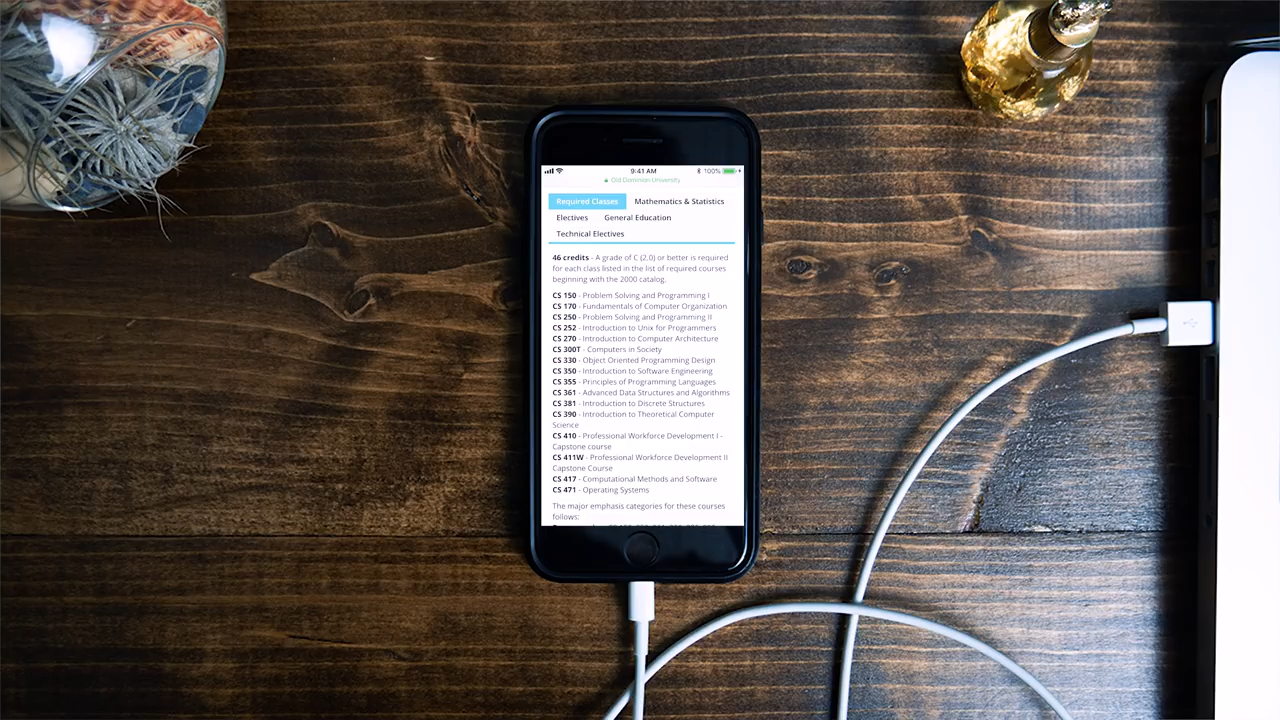 9:41 AM
100%
Old Dominion University
Required Classes Mathematics & Statistics
Electives General Education
Technical Electives
46 credits - A grade of C (2.0) or better is required
for each class listed in the list of required courses
beginning with the 2000 catalog.
CS 150 - Problem Solving and Programming I
CS 170 - Fundamentals of Computer Organization
CS 250 - Problem Solving and Programming II
CS 252 - Introduction to Unix for Programmers
CS 270 - Introduction to Computer Architecture
CS 300T - Computers in Society
CS 330 - Object Oriented Programming Design
CS 350 - Introduction to Software Engineering
CS 355 - Principles of Programming Languages
CS 361 - Advanced Data Structures and Algorithms
CS 381 - Introduction to Discrete Structures
CS 390 - Introduction to Theoretical Computer
Science
CS 410 - Professional Workforce Development I -
Capstone course
CS 411W - Professional Workforce Development II
Capstone Course
CS 417 - Computational Methods and Software
CS 471 - Operating Systems
The major emphasis categories for these courses
follows: